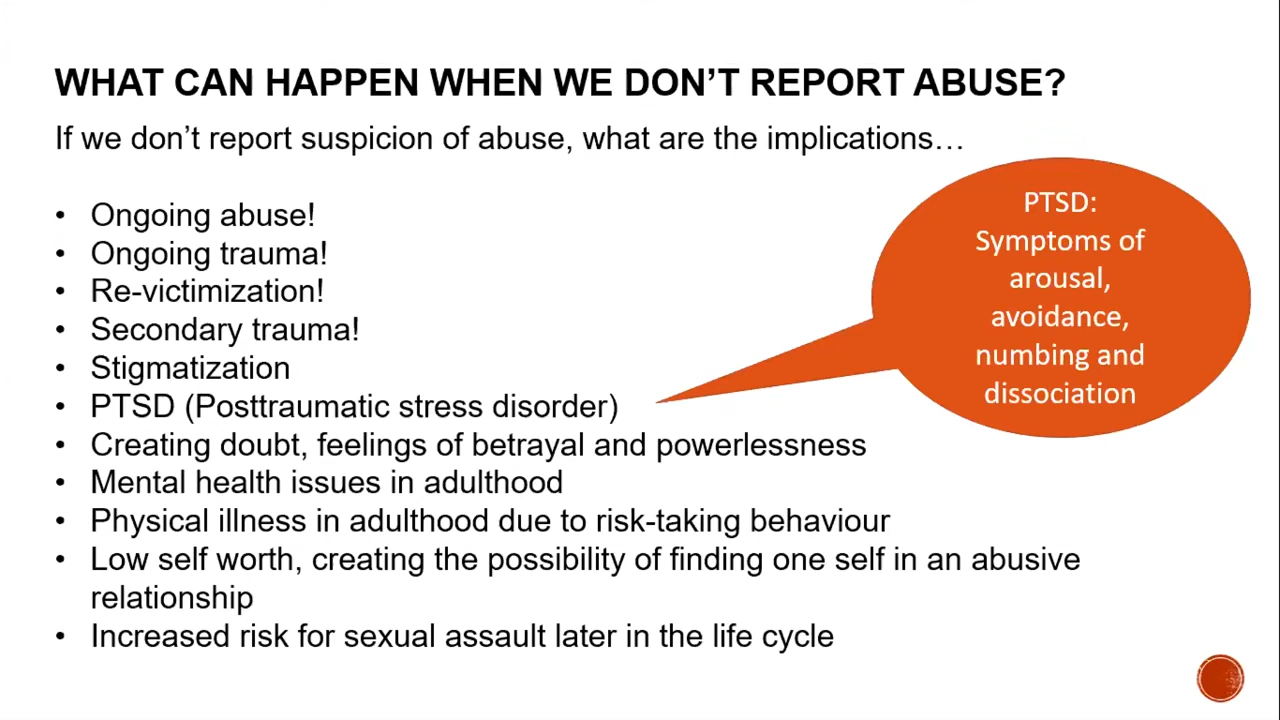 WHAT CAN HAPPEN WHEN WE DON’T REPORT ABUSE?
If we don’t report suspicion of abuse, what are the implications…
• Ongoing abuse!
• Ongoing trauma!
• Re-victimization!
• Secondary trauma!
• Stigmatization
• PTSD (Posttraumatic stress disorder)
• Creating doubt, feelings of betrayal and powerlessness
• Mental health issues in adulthood
• Physical illness in adulthood due to risk-taking behaviour
• Low self worth, creating the possibility of finding one self in an abusive
relationship
• Increased risk for sexual assault later in the life cycle
PTSD:
Symptoms of
arousal,
avoidance,
numbing and
dissociation